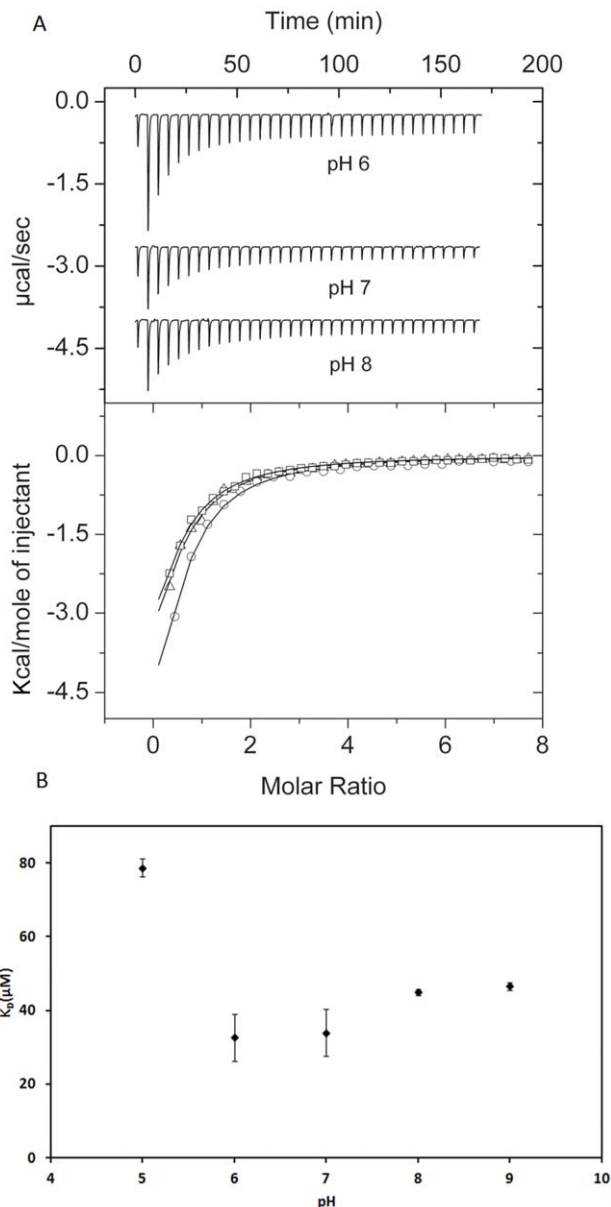 A
Time (min)
0 50 100 150 200
0.0
-1.5
-3.0
-4.5
µcal/sec
pH 6
pH 7
pH 8
0.0
-1.5
-3.0
-4.5
Kcal/mole of injectant
0 2 4 6 8
Molar Ratio
B
80
60
40
20
0
K_D(µM)
4 5 6 7 8 9 10
pH